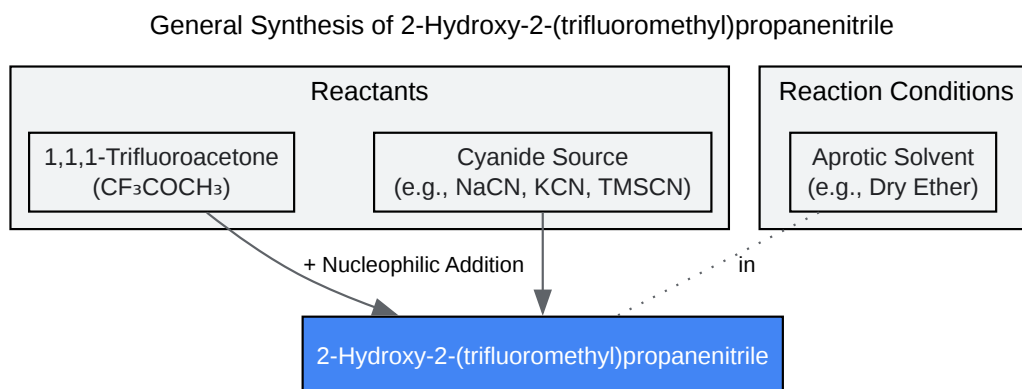 General Synthesis of 2-Hydroxy-2-(trifluoromethyl)propanenitrile
Reactants
1,1,1-Trifluoroacetone
(CF₃COCH₃)
Cyanide Source
(e.g., NaCN, KCN, TMSCN)
Reaction Conditions
Aprotic Solvent
(e.g., Dry Ether)
+ Nucleophilic Addition
in
2-Hydroxy-2-(trifluoromethyl)propanenitrile